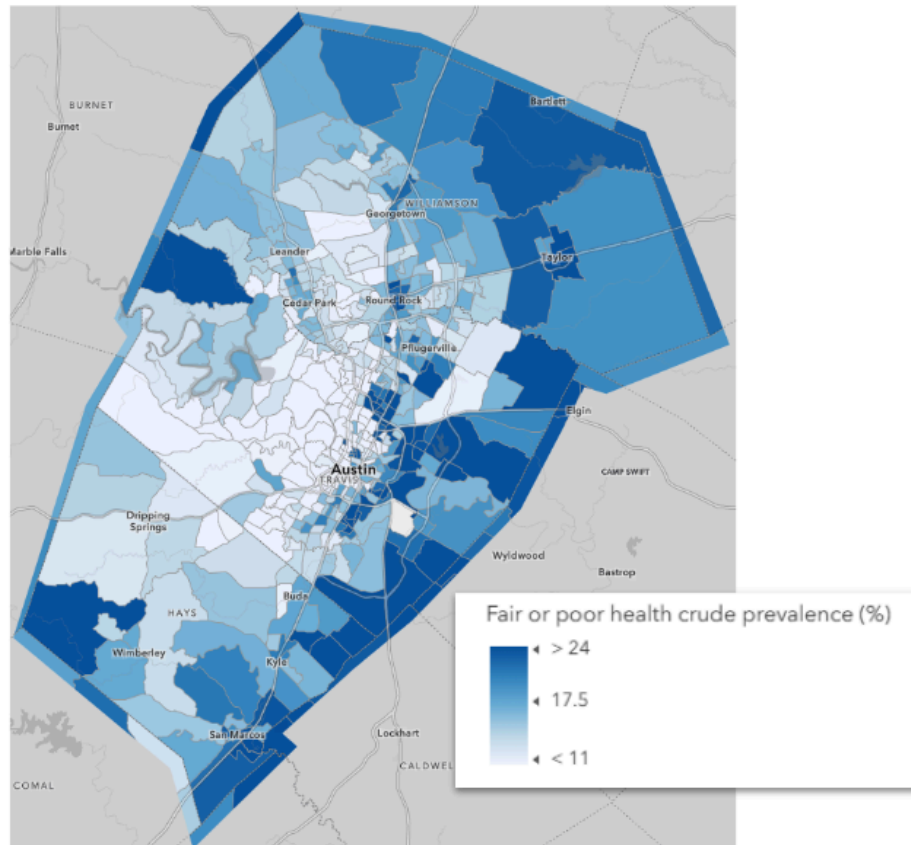 BURNET
Burnet
Bartlett
WILLIAMSON
Georgetown
Marble Falls
Leander
Taylor
Cedar Park
Round Rock
Pflugerville
Elgin
Austin
TRAVIS
CAMP SWIFT
Dripping
Springs
Wyldwood
Bastrop
Buda
HAYS
Wimberley
Kyle
San Marcos
Lockhart
CALDWEL
COMAL
Fair or poor health crude prevalence (%)
> 24
17.5
< 11